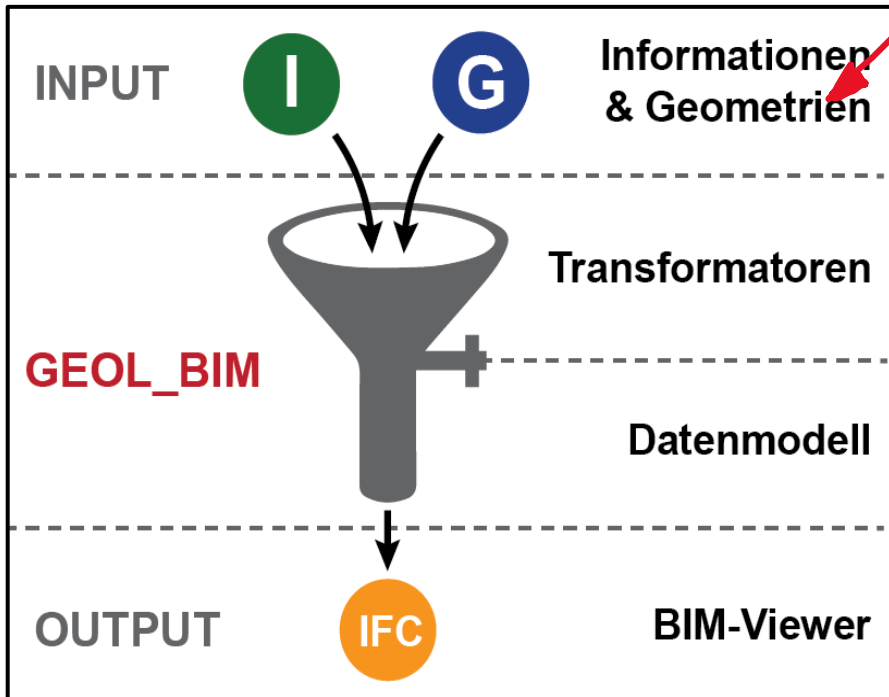 INPUT
I
G
Informationen
& Geometrien
Transformatoren
GEOL_BIM
Datenmodell
OUTPUT
IFC
BIM-Viewer